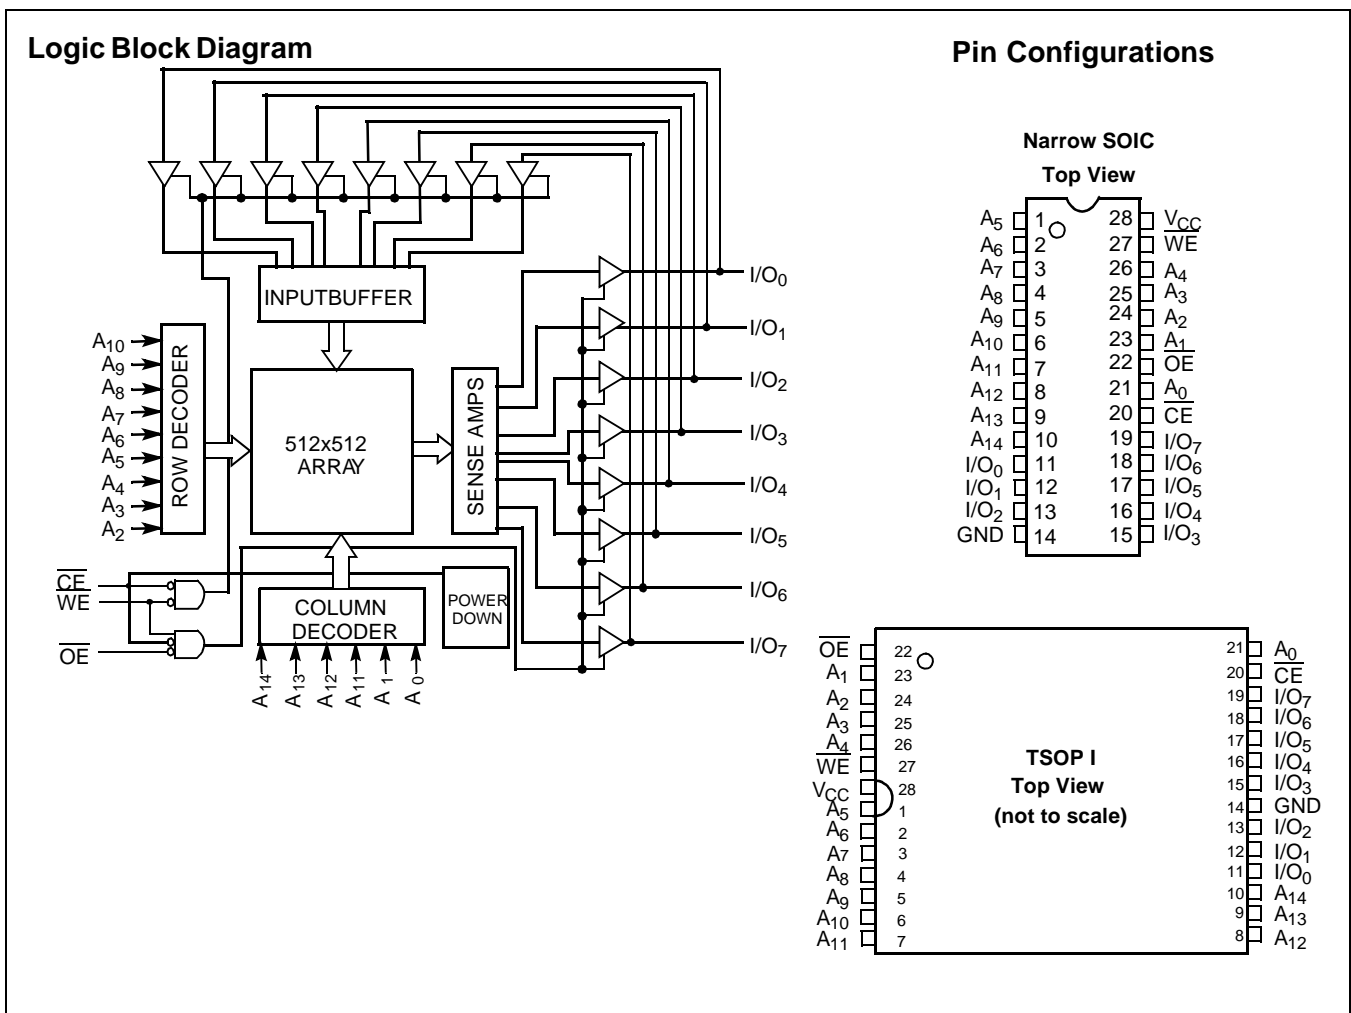 Logic Block Diagram
Pin Configurations
INPUTBUFFER
I/O0
I/O1
I/O2
I/O3
I/O4
I/O5
I/O6
I/O7
A10
A9
A8
A7
A6
A5
A4
A3
A2
ROW DECODER
512x512
ARRAY
SENSE AMPS
CE
WE
OE
COLUMN
DECODER
POWER
DOWN
A14
A13
A12
A11
A1
A0
Narrow SOIC
Top View
A5 1 28 VCC
A6 2 27 WE
A7 3 26 A4
A8 4 25 A3
A9 5 24 A2
A10 6 23 A1
A11 7 22 OE
A12 8 21 A0
A13 9 20 CE
A14 10 19 I/O7
I/O0 11 18 I/O6
I/O1 12 17 I/O5
I/O2 13 16 I/O4
GND 14 15 I/O3
OE 22 21 A0
A1 23 20 CE
A2 24 19 I/O7
A3 25 18 I/O6
A4 26 17 I/O5
WE 27 16 I/O4
VCC 28 15 I/O3
A5 1 14 GND
A6 2 13 I/O2
A7 3 12 I/O1
A8 4 11 I/O0
A9 5 10 A14
A10 6 9 A13
A11 7 8 A12
TSOP I
Top View
(not to scale)